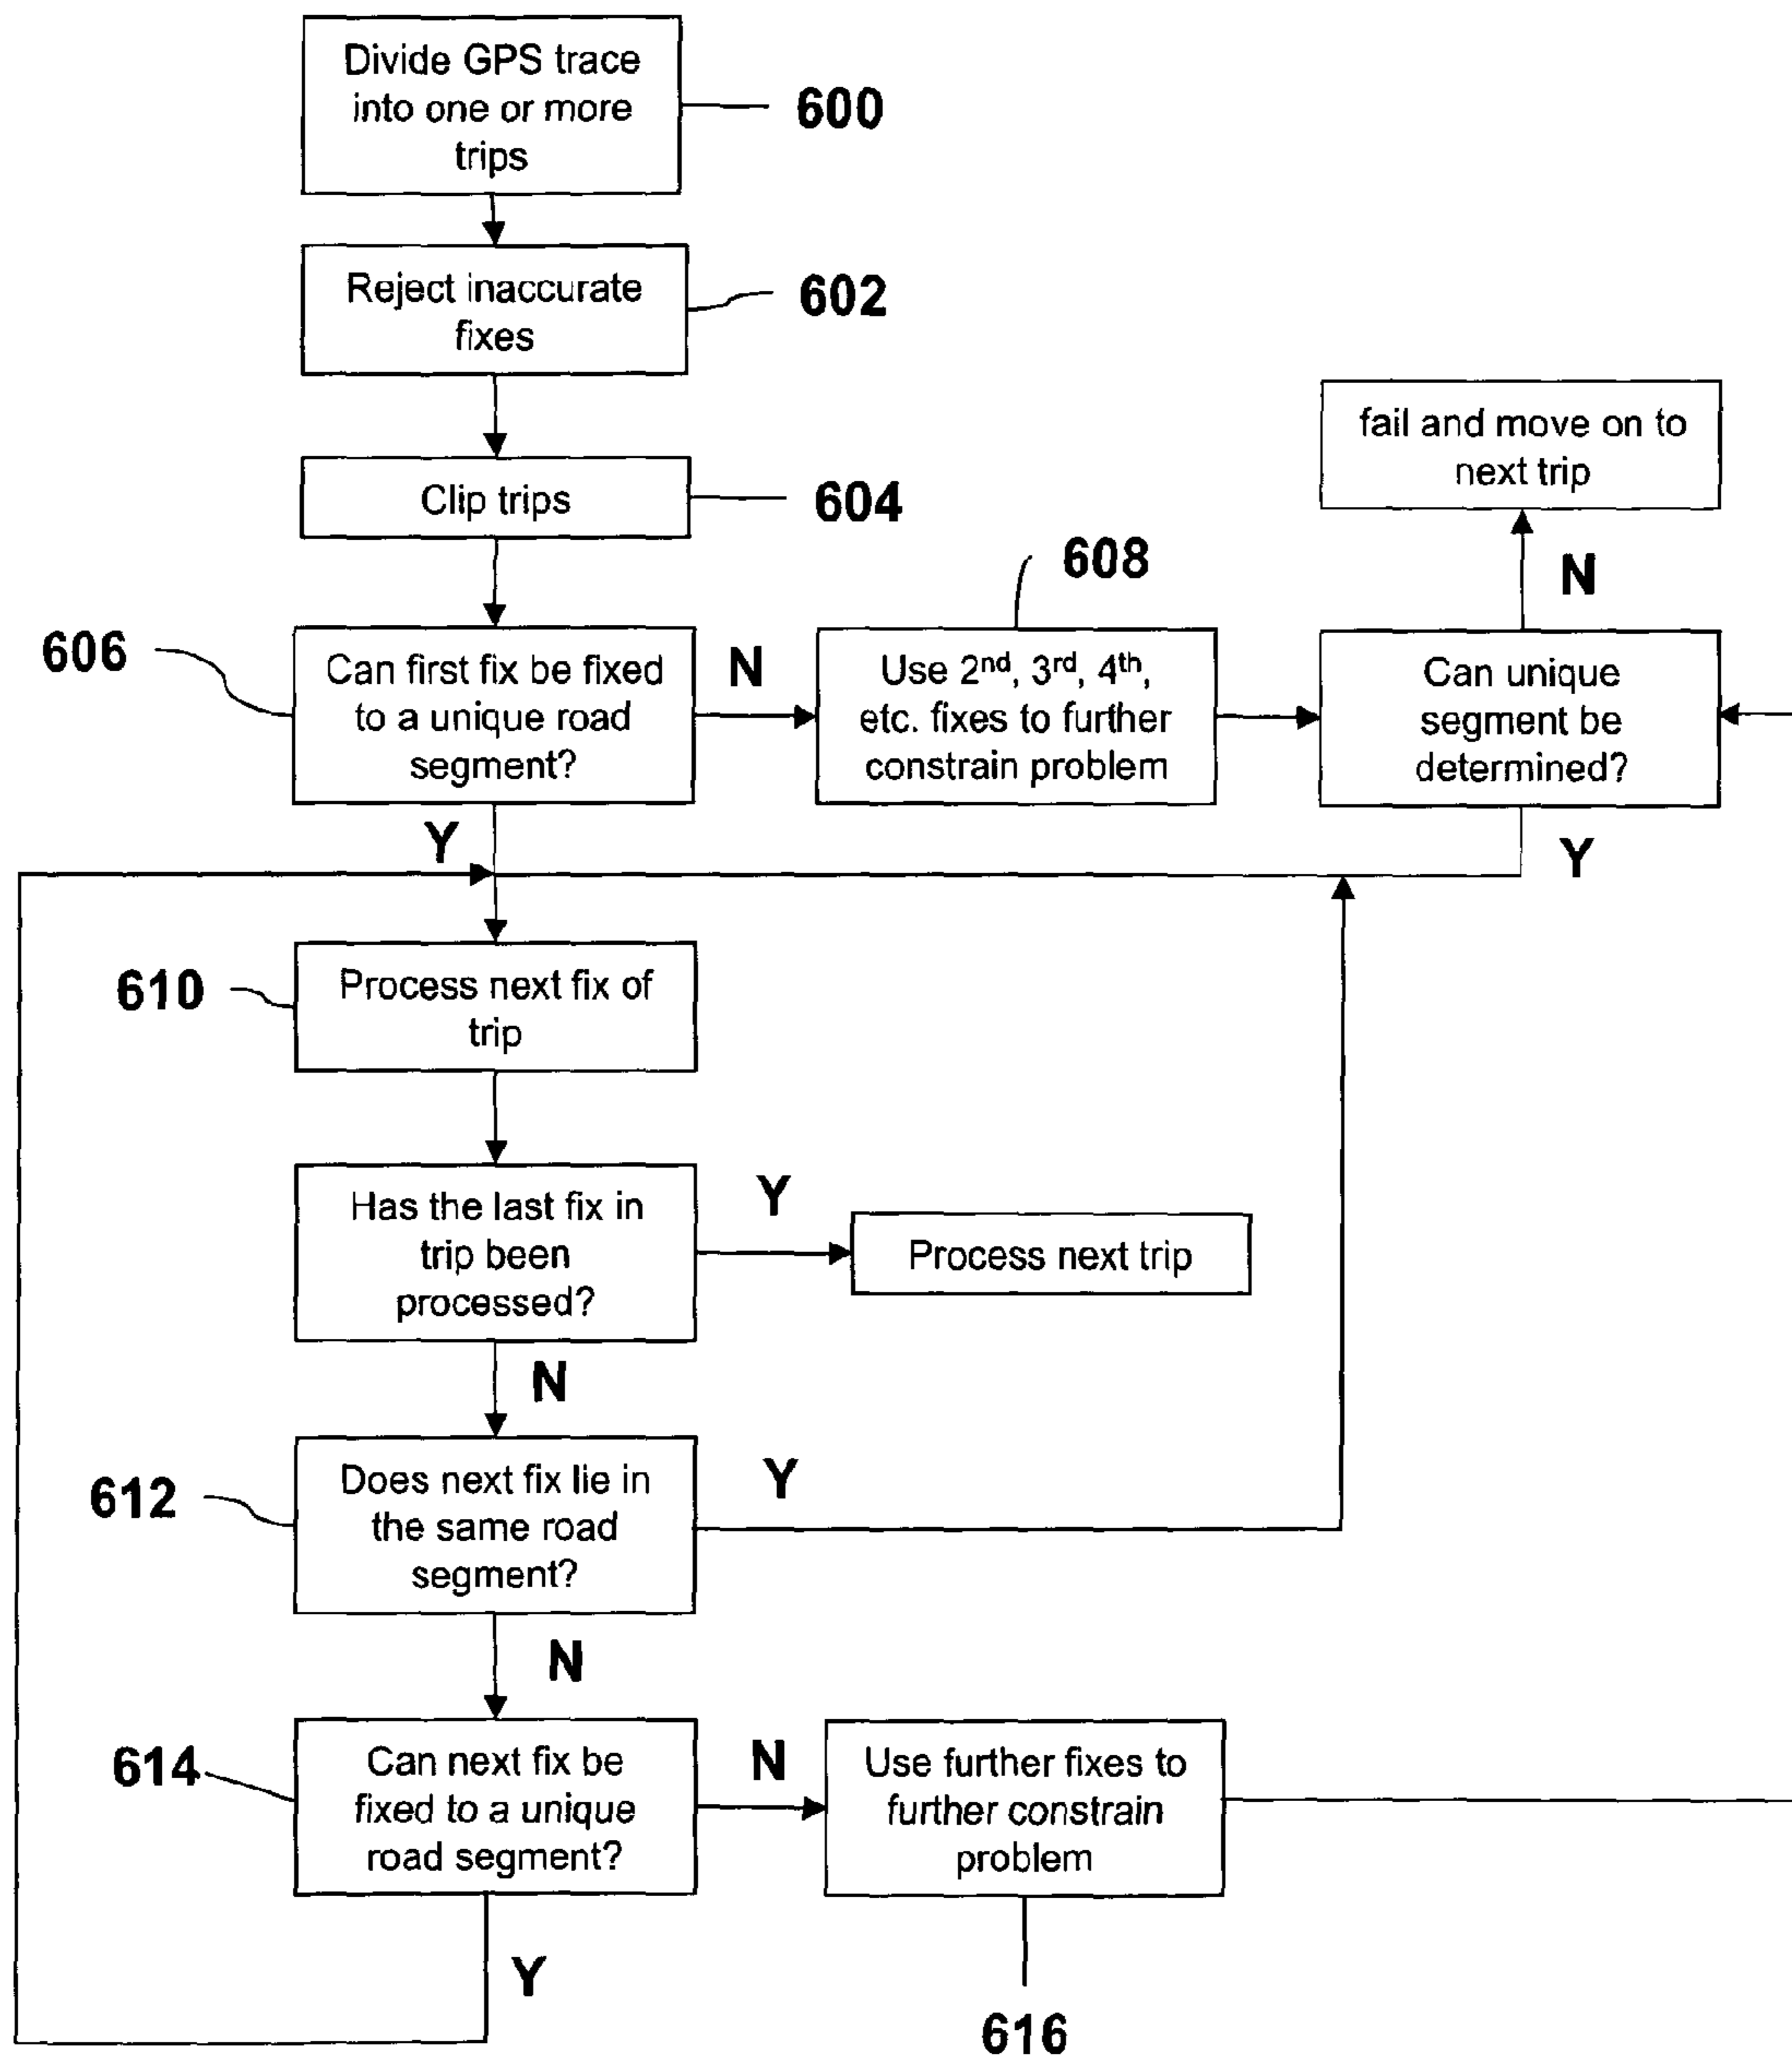 Divide GPS trace
into one or more
trips
600
Reject inaccurate
fixes
602
Clip trips
604
fail and move on to
next trip
N
608
606
Can first fix be fixed
to a unique road
segment?
N
Use 2nd, 3rd, 4th,
etc. fixes to further
constrain problem
Can unique
segment be
determined?
Y
Y
610
Process next fix of
trip
Has the last fix in
trip been
processed?
Y
Process next trip
N
612
Does next fix lie in
the same road
segment?
Y
N
614
Can next fix be
fixed to a unique
road segment?
N
Use further fixes to
further constrain
problem
Y
616